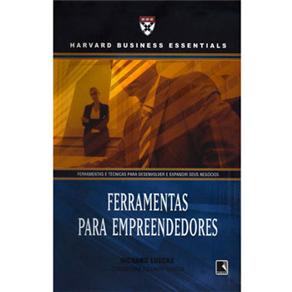 HARVARD BUSINESS ESSENTIALS
FERRAMENTAS E TÉCNICAS PARA DESENVOLVER E EXPANDIR SEUS NEGÓCIOS
FERRAMENTAS
PARA EMPREENDEDORES
RICHARD LUECKE